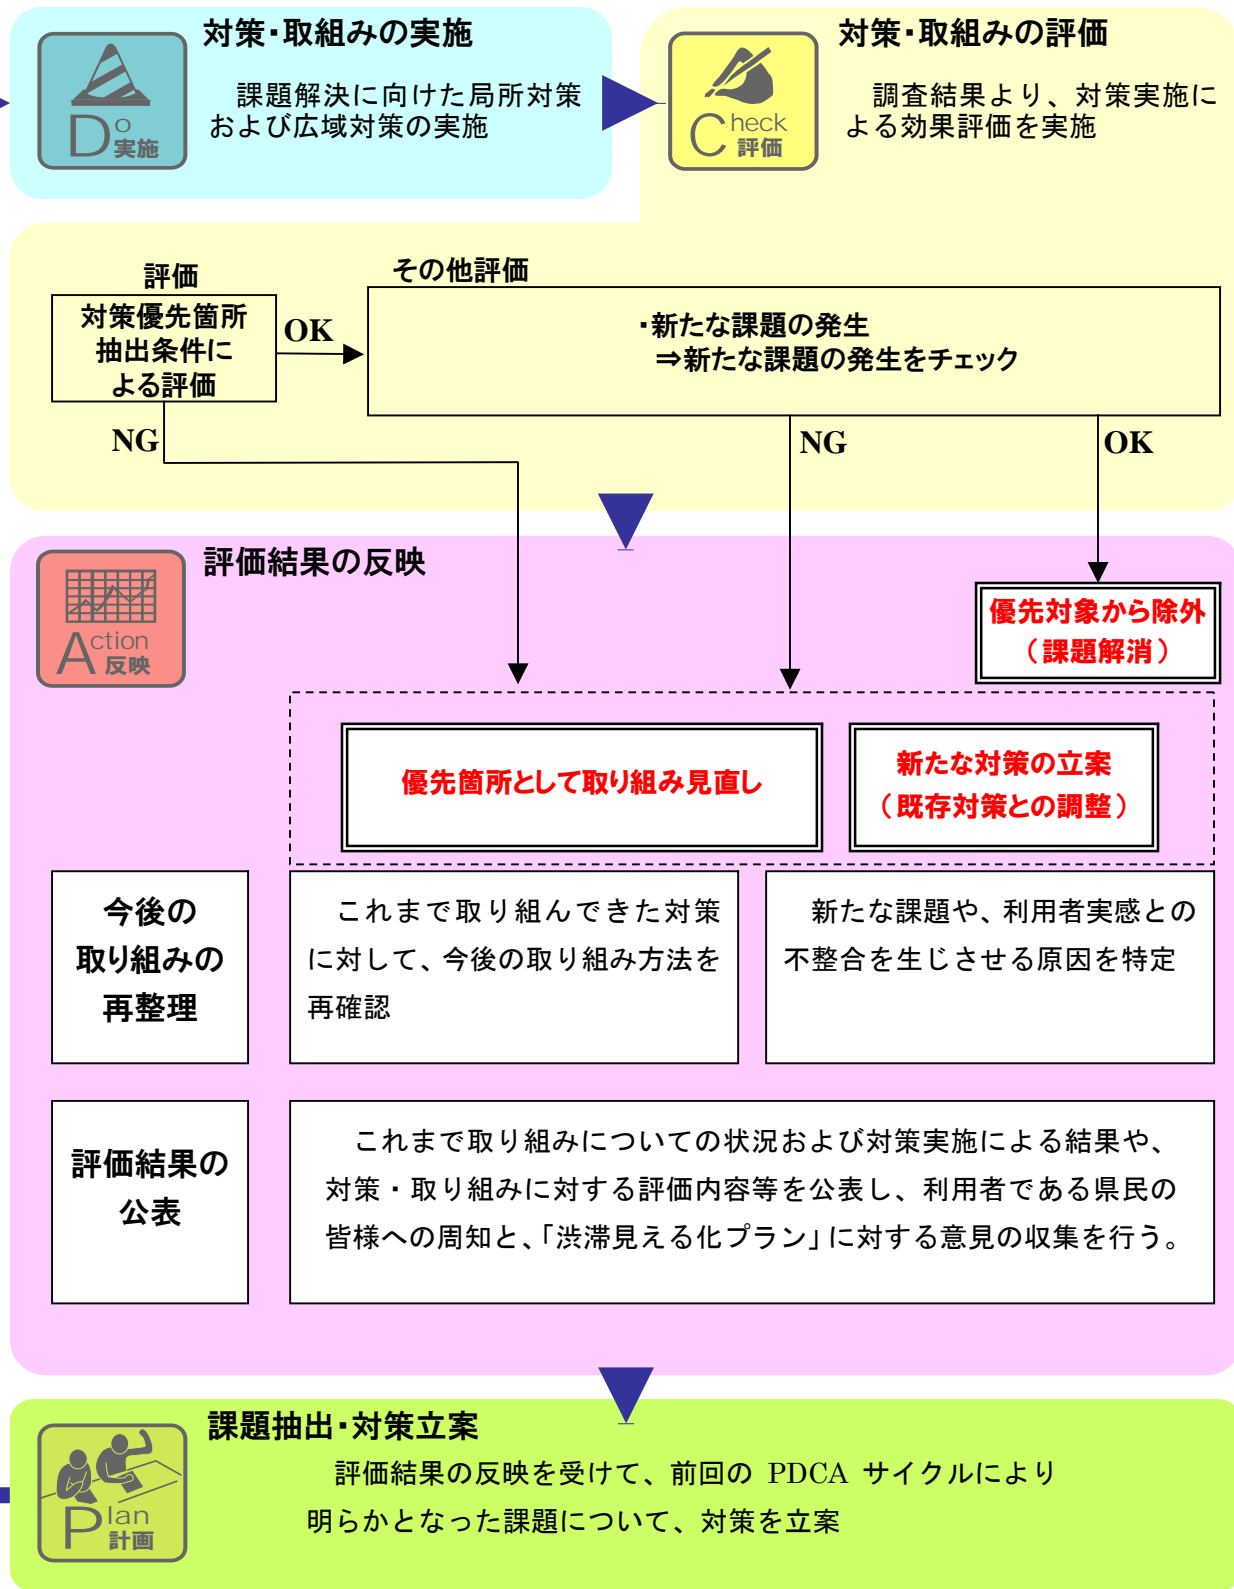 対策・取組みの実施
課題解決に向けた局所対策
および広域対策の実施
Do
実施
対策・取組みの評価
調査結果より、対策実施に
よる効果評価を実施
Check
評価
評価
対策優先箇所
抽出条件に
よる評価
OK
NG
その他評価
・新たな課題の発生
⇒新たな課題の発生をチェック
NG
OK
評価結果の反映
Action
反映
優先対象から除外
（課題解消）
優先箇所として取り組み見直し
新たな対策の立案
（既存対策との調整）
今後の
取り組みの
再整理
これまで取り組んできた対策
に対して、今後の取り組み方法を
再確認
新たな課題や、利用者実感との
不整合を生じさせる原因を特定
評価結果の
公表
これまで取り組みについての状況および対策実施による結果や、
対策・取り組みに対する評価内容等を公表し、利用者である県民の
皆様への周知と、「渋滞見える化プラン」に対する意見の収集を行う。
課題抽出・対策立案
評価結果の反映を受けて、前回の PDCA サイクルにより
明らかとなった課題について、対策を立案
Plan
計画